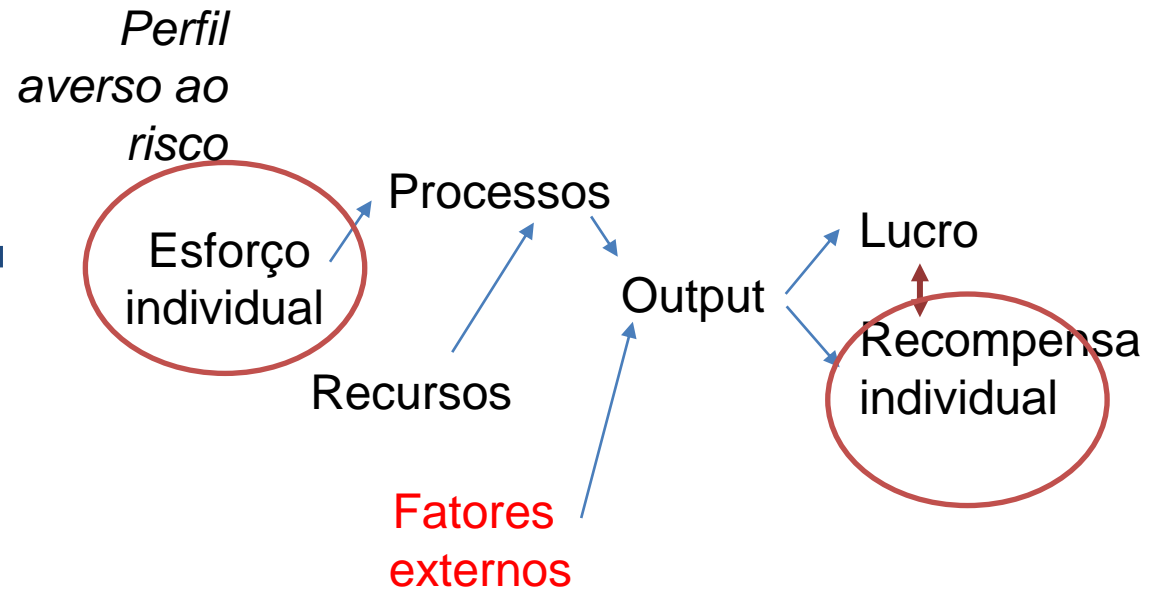 Perfil
averso ao
risco
Processos
Esforço
individual
Lucro
Output
Recompensa
individual
Recursos
Fatores
externos